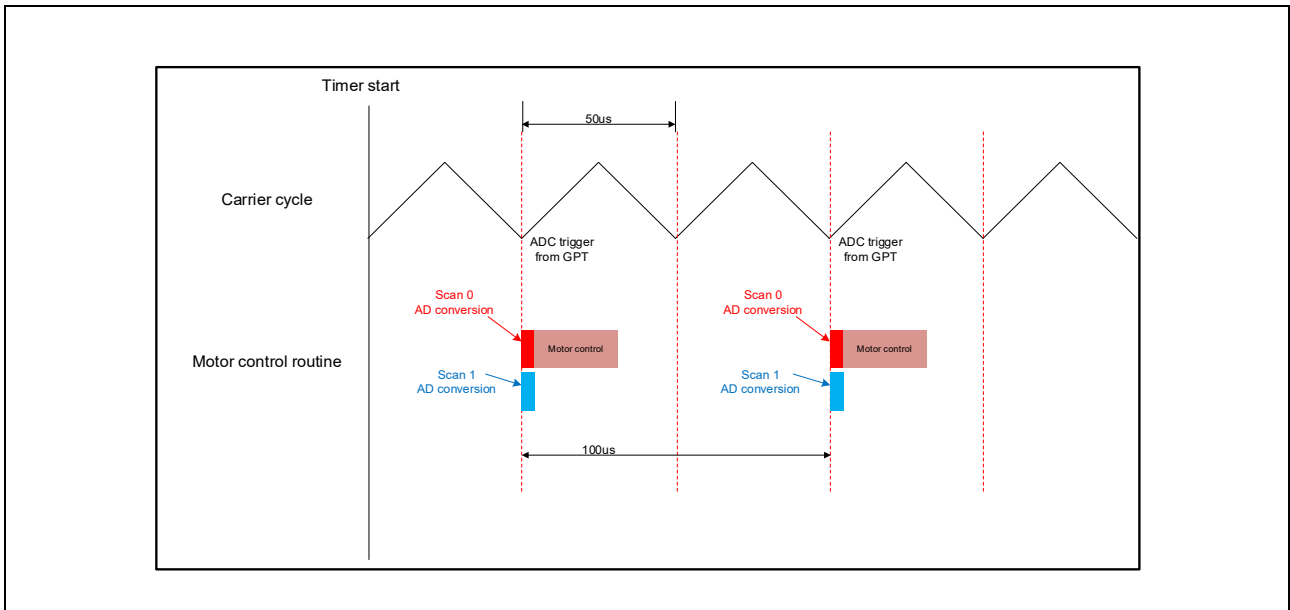 Timer start
50us
Carrier cycle
ADC trigger
from GPT
ADC trigger
from GPT
Scan 0
AD conversion
Scan 0
AD conversion
Motor control routine
Motor control
Motor control
Scan 1
AD conversion
Scan 1
AD conversion
100us